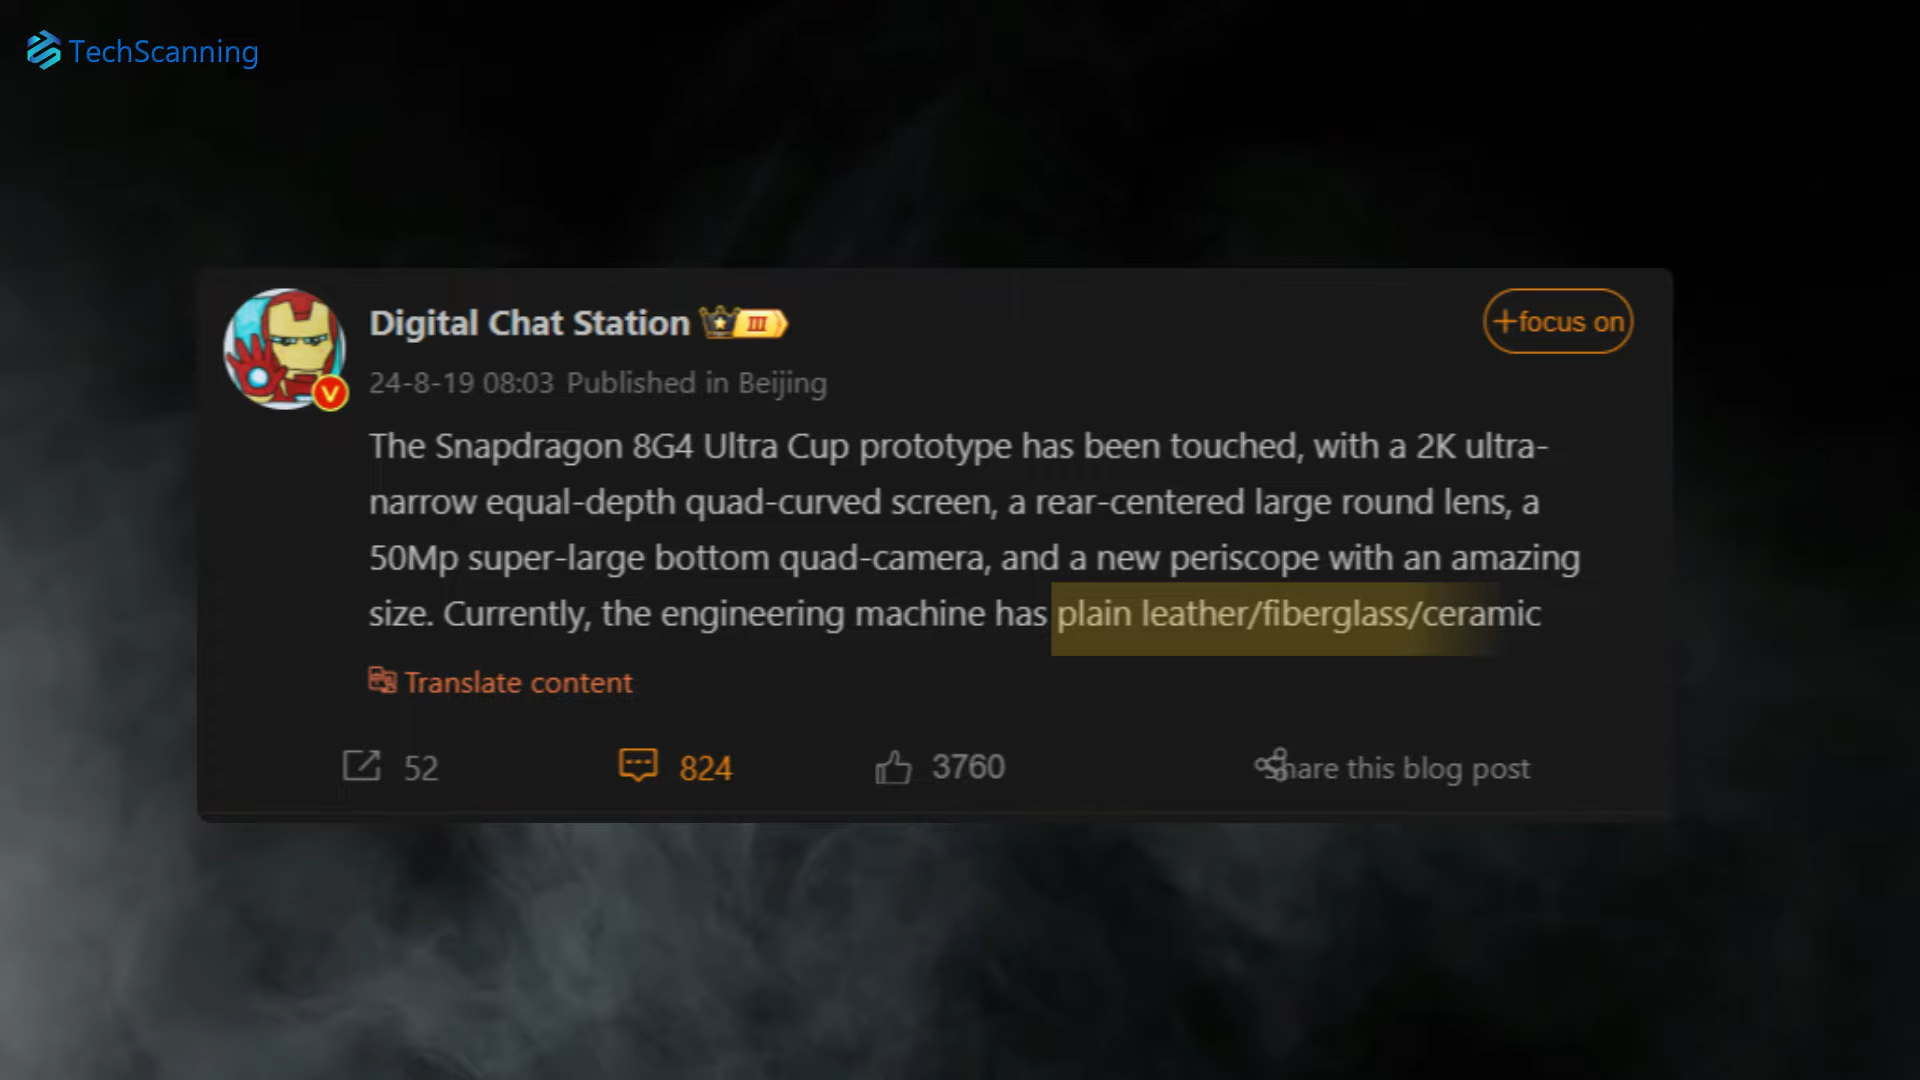 TechScanning
Digital Chat Station III
+focus on
24-8-19 08:03 Published in Beijing
The Snapdragon 8G4 Ultra Cup prototype has been touched, with a 2K ultra-
narrow equal-depth quad-curved screen, a rear-centered large round lens, a
50Mp super-large bottom quad-camera, and a new periscope with an amazing
size. Currently, the engineering machine has plain leather/fiberglass/ceramic
Translate content
52 824 3760 Share this blog post